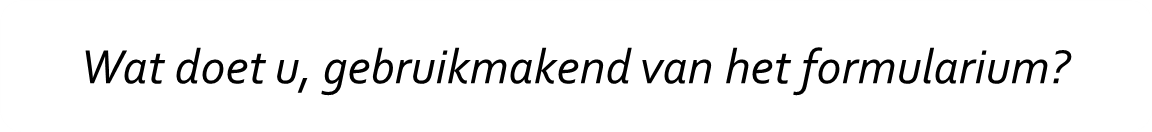 Wat doet u, gebruikmakend van het formularium?